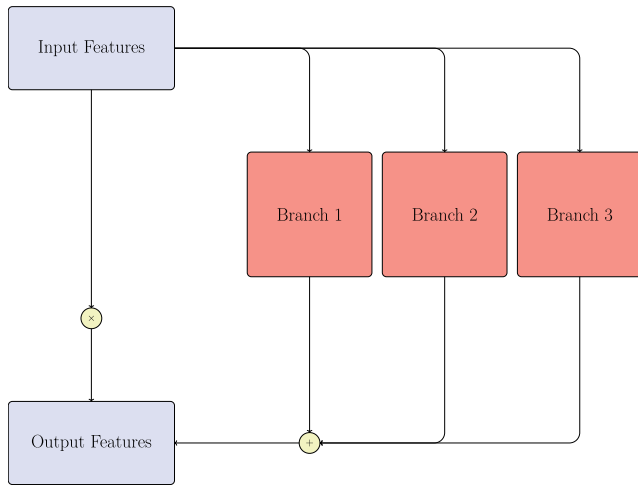 Input Features
Branch 1
Branch 2
Branch 3
×
Output Features
+